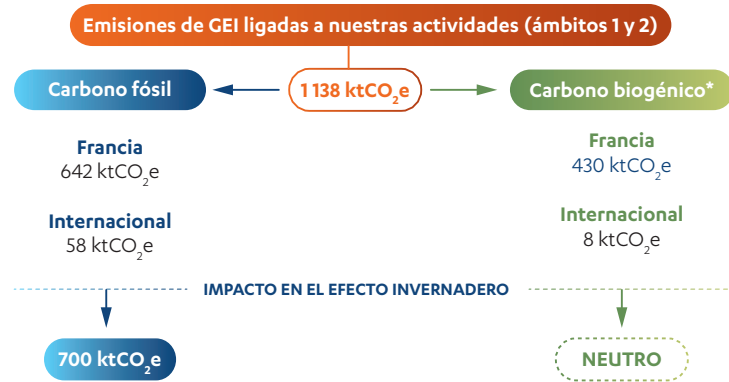 Emisiones de GEI ligadas a nuestras actividades (ámbitos 1 y 2)
Carbono fósil
1 138 ktCO₂e
Carbono biogénico*
Francia
642 ktCO₂e
Francia
430 ktCO₂e
Internacional
58 ktCO₂e
Internacional
8 ktCO₂e
IMPACTO EN EL EFECTO INVERNADERO
700 ktCO₂e
NEUTRO